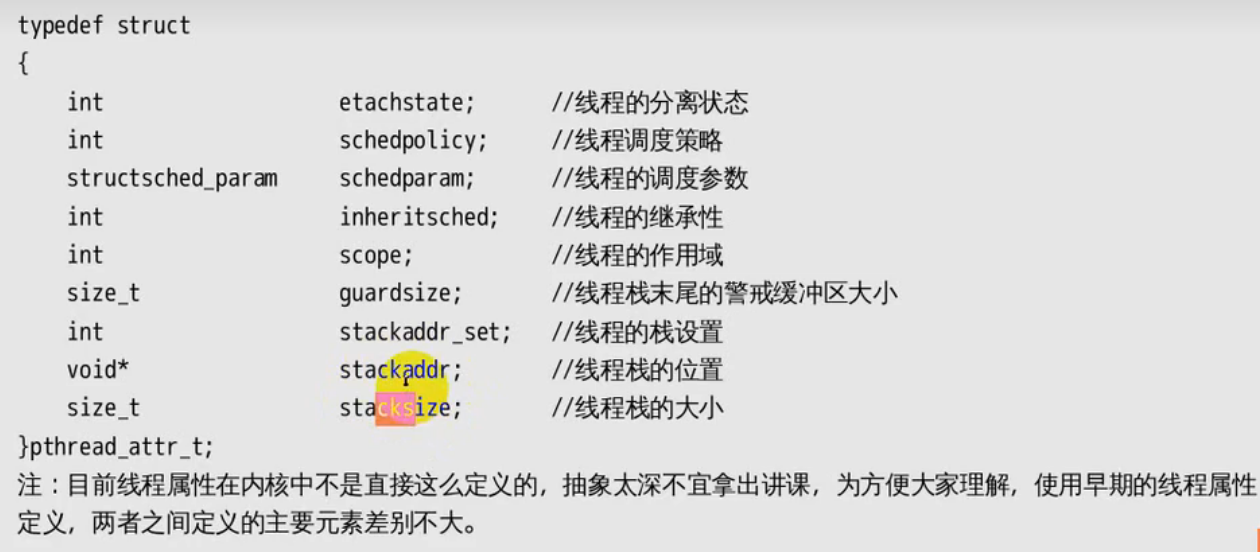 typedef struct
{
int etachstate; //线程的分离状态
int schedpolicy; //线程调度策略
structsched_param schedparam; //线程的调度参数
int inheritsched; //线程的继承性
int scope; //线程的作用域
size_t guardsize; //线程栈末尾的警戒缓冲区大小
int stackaddr_set; //线程的栈设置
void* stackaddr; //线程栈的位置
size_t stacksize; //线程栈的大小
}pthread_attr_t;
注：目前线程属性在内核中不是直接这么定义的，抽象太深不宜拿出讲课，为方便大家理解，使用早期的线程属性
定义，两者之间定义的主要元素差别不大。